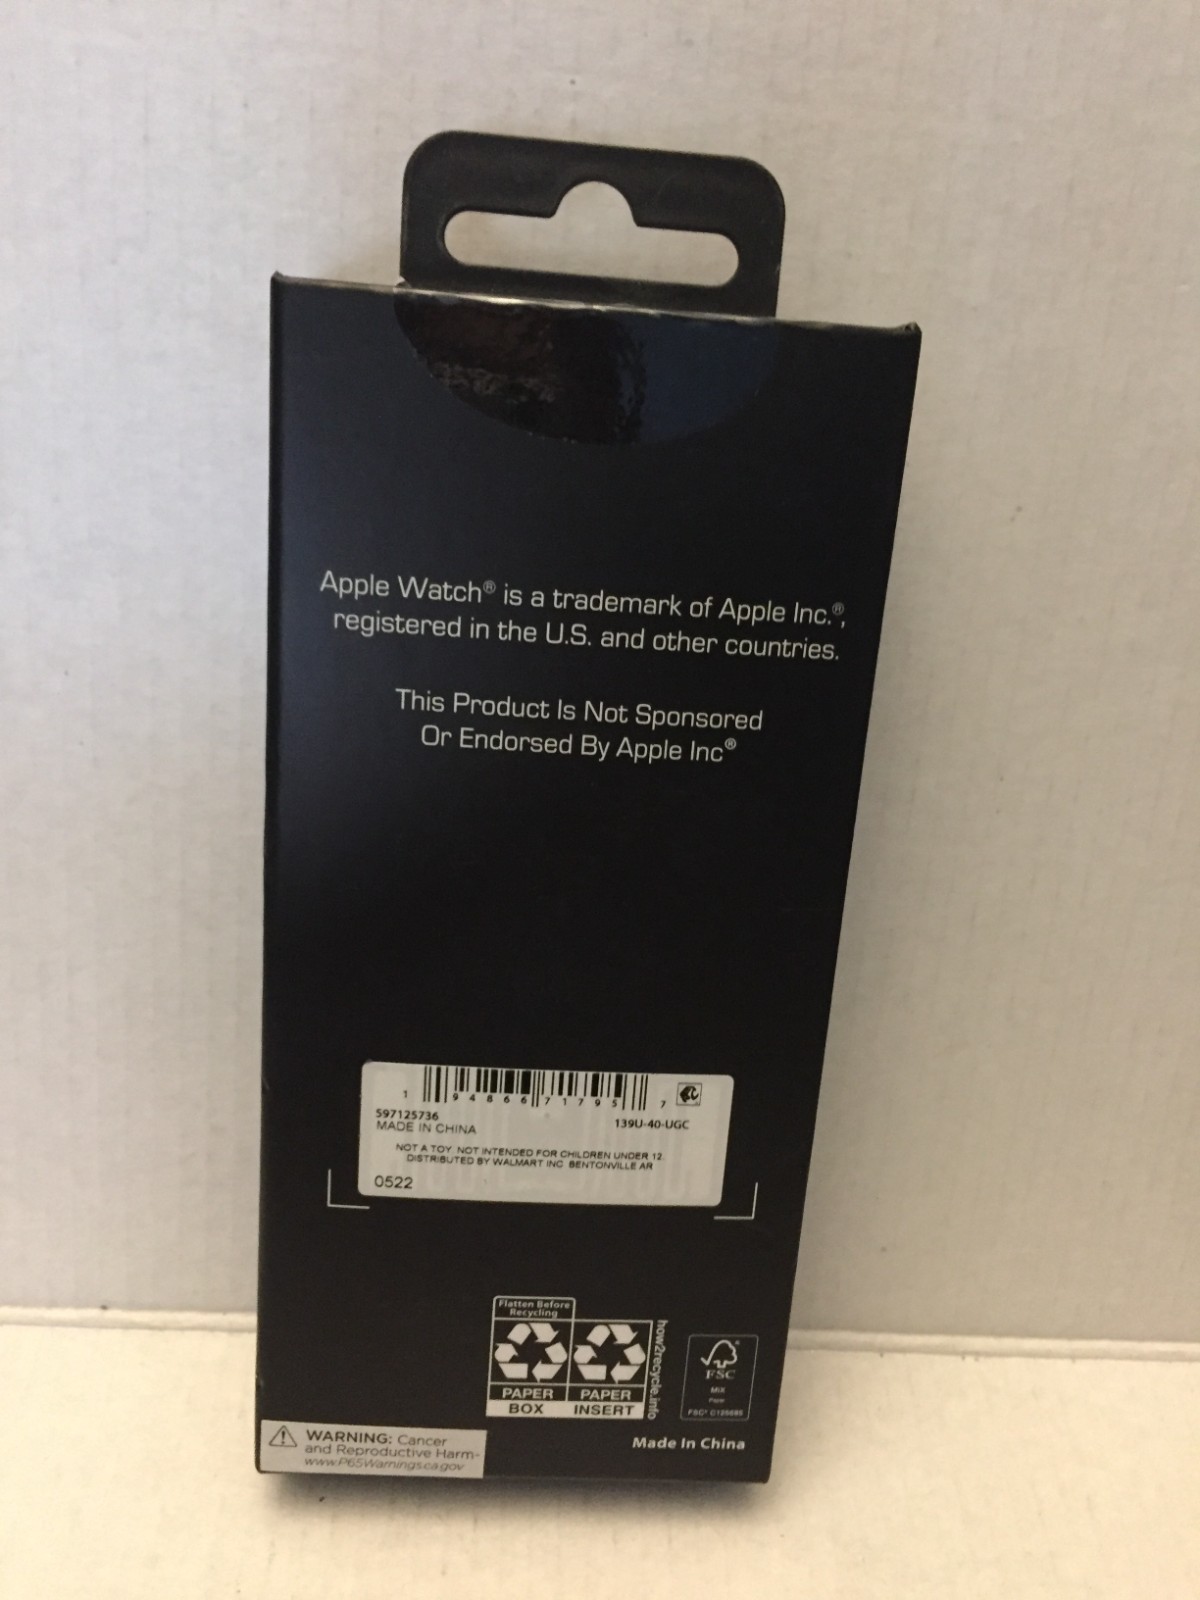 Apple Watch® is a trademark of Apple Inc.®,
registered in the U.S. and other countries.
This Product Is Not Sponsored
Or Endorsed By Apple Inc®
1 94866 71795 7
597125736
139U-40-UGC
MADE IN CHINA
NOT A TOY. NOT INTENDED FOR CHILDREN UNDER 12.
DISTRIBUTED BY WALMART INC BENTONVILLE AR
0522
Flatten Before
Recycling
PAPER PAPER
BOX INSERT
how2recycle.info
FSC
MIX
Paper
FSC®
Made In China
WARNING: Cancer
and Reproductive Harm-
www.P65Warnings.ca.gov